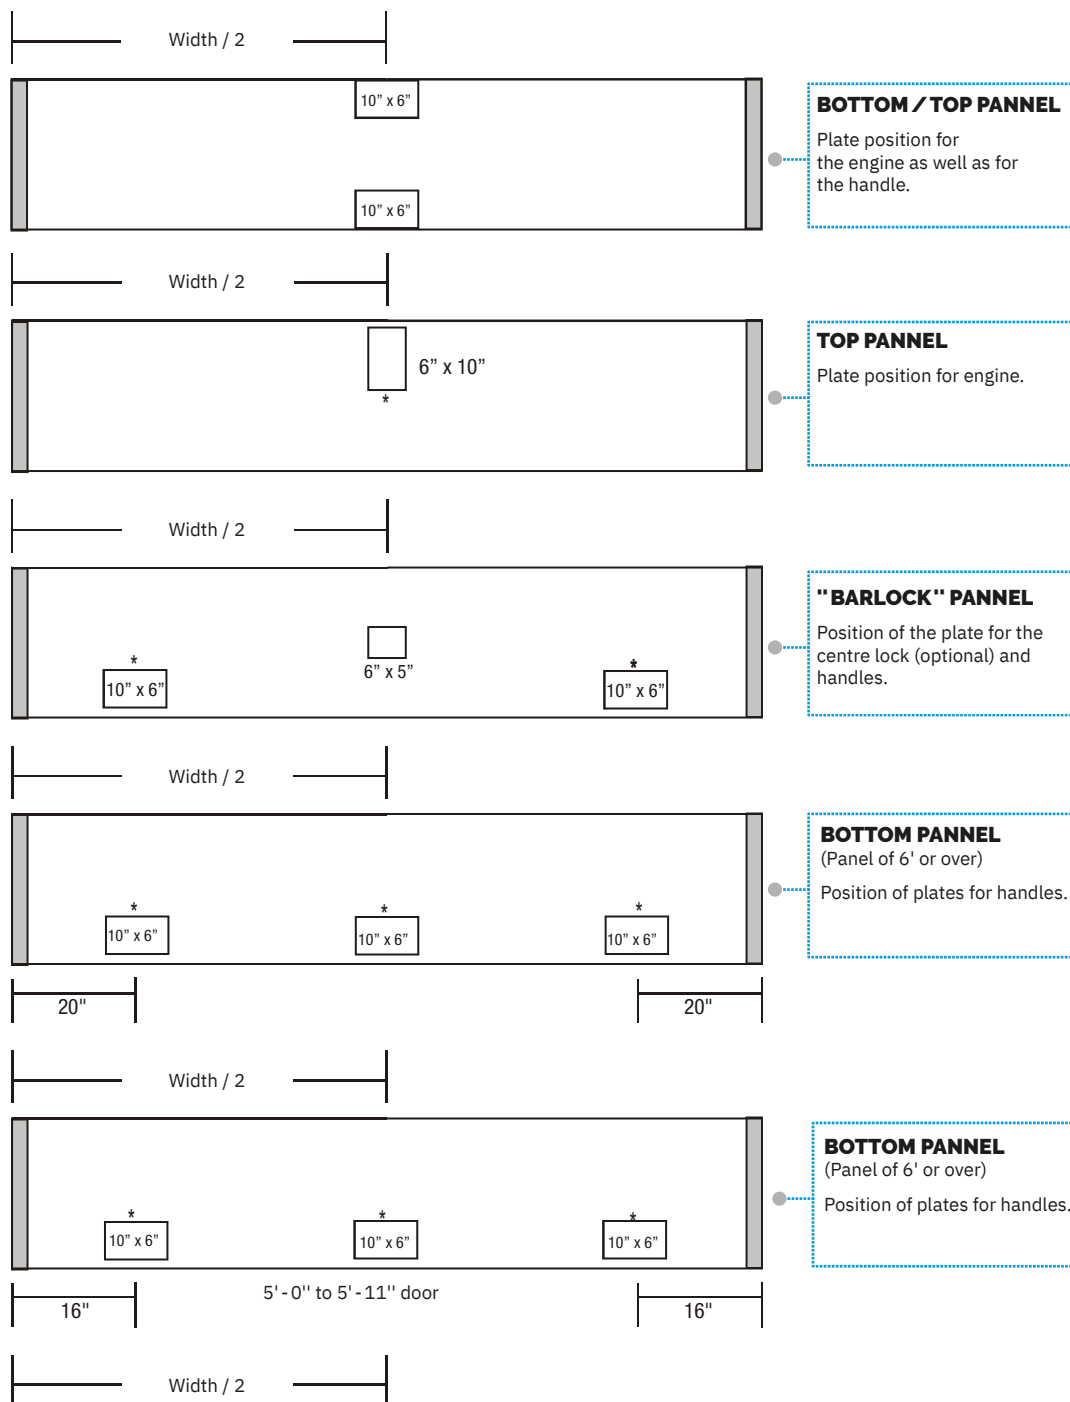 Width / 2
10” x 6”
10” x 6”
BOTTOM / TOP PANNEL
Plate position for
the engine as well as for
the handle.
Width / 2
6” x 10”
*
TOP PANNEL
Plate position for engine.
Width / 2
*
10” x 6”
6” x 5”
*
10” x 6”
"BARLOCK" PANNEL
Position of the plate for the
centre lock (optional) and
handles.
Width / 2
*
10” x 6”
*
10” x 6”
*
10” x 6”
20"
20"
BOTTOM PANNEL
(Panel of 6' or over)
Position of plates for handles.
Width / 2
*
10” x 6”
*
10” x 6”
*
10” x 6”
16"
5'-0'' to 5'-11'' door
16"
BOTTOM PANNEL
(Panel of 6' or over)
Position of plates for handles.
Width / 2